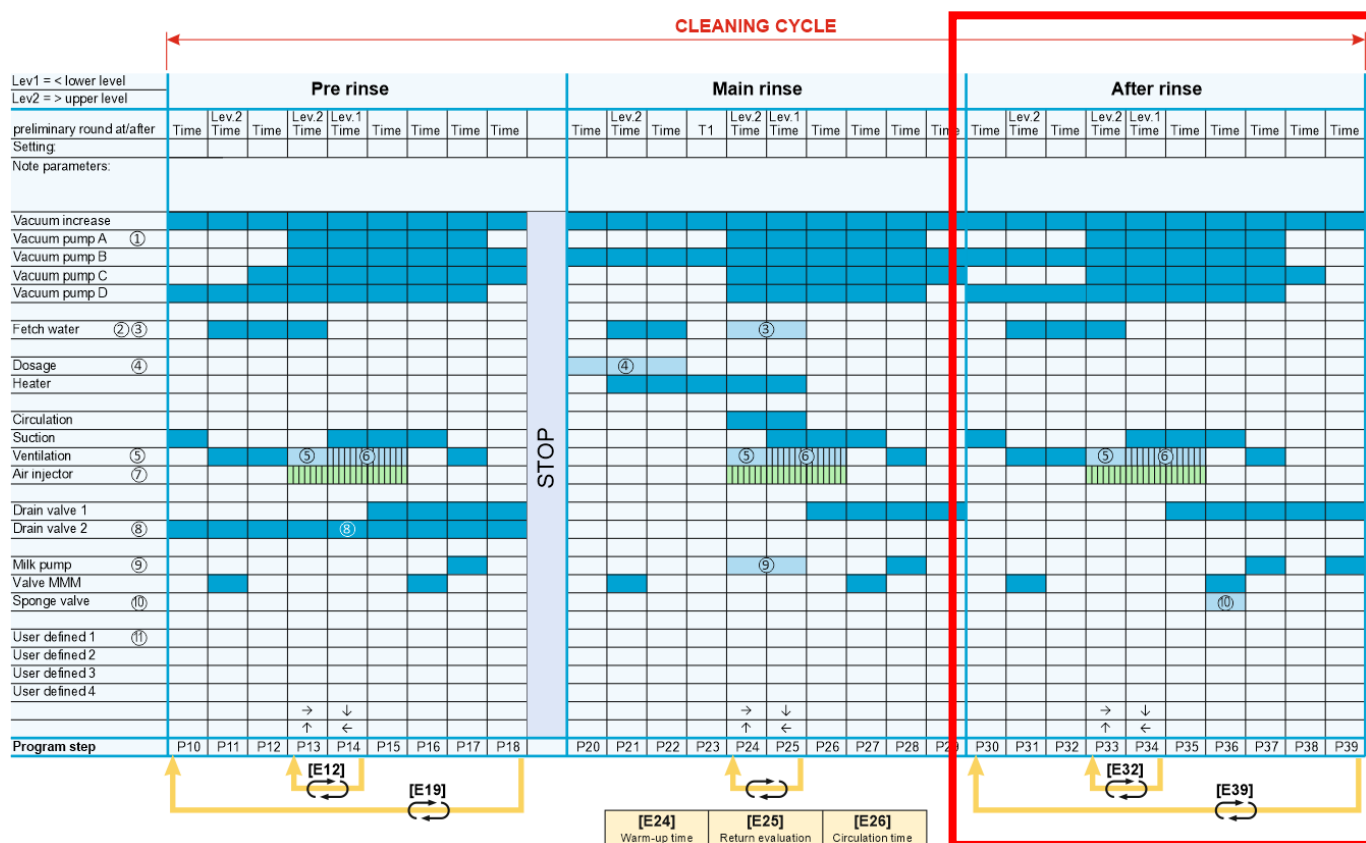 CLEANING CYCLE
Lev1 = < lower level
Lev2 = > upper level
Pre rinse Main rinse After rinse
Lev.2 Lev.2 Lev.1 Lev.2 Lev.2 Lev.1 Lev.2 Lev.2 Lev.1
preliminary round at/after Time Time Time Time Time Time Time Time Time Time Time Time T1 Time Time Time Time Time Time Time Time Time Time Time Time Time Time Time Time
Setting:
Note parameters:
Vacuum increase
Vacuum pump A ①
Vacuum pump B
Vacuum pump C
Vacuum pump D
Fetch water ②③ ③
Dosage ④ ④
Heater
Circulation
Suction
Ventilation ⑤ ⑤ ⑥ ⑤ ⑥ ⑤ ⑥
Air injector ⑦
STOP
Drain valve 1
Drain valve 2 ⑧ ⑧
Milk pump ⑨ ⑨
Valve MMM
Sponge valve ⑩ ⑩
User defined 1 ⑪
User defined 2
User defined 3
User defined 4
→ ↓ → ↓ → ↓
↑ ← ↑ ← ↑ ←
Program step P10 P11 P12 P13 P14 P15 P16 P17 P18 P20 P21 P22 P23 P24 P25 P26 P27 P28 P29 P30 P31 P32 P33 P34 P35 P36 P37 P38 P39
[E12] [E32]
[E19] [E39]
[E24] [E25] [E26]
Warm-up time Return evaluation Circulation time